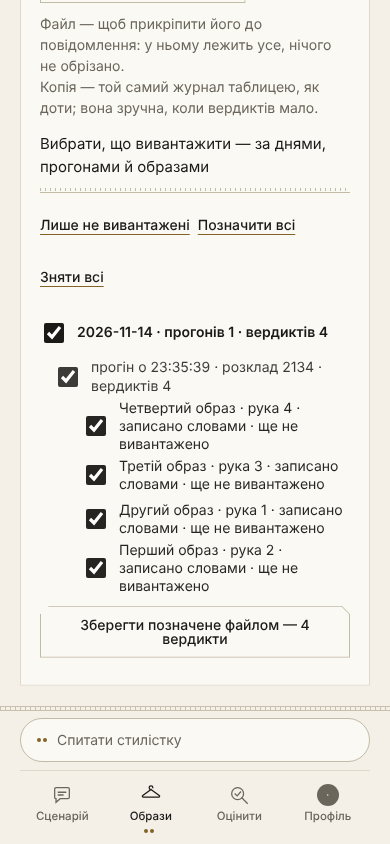 Файл — щоб прикріпити його до
повідомлення: у ньому лежить усе, нічого
не обрізано.
Копія — той самий журнал таблицею, як
доти; вона зручна, коли вердиктів мало.
Вибрати, що вивантажити — за днями,
прогонами й образами
Лише не вивантажені Позначити всі
Зняти всі
2026-11-14 · прогонів 1 · вердиктів 4
прогін о 23:35:39 · розклад 2134 ·
вердиктів 4
Четвертий образ · рука 4 ·
записано словами · ще не
вивантажено
Третій образ · рука 3 · записано
словами · ще не вивантажено
Другий образ · рука 1 · записано
словами · ще не вивантажено
Перший образ · рука 2 ·
записано словами · ще не
вивантажено
Зберегти позначене файлом — 4
вердикти
Спитати стилістку
Сценарій Образи Оцінити Профіль